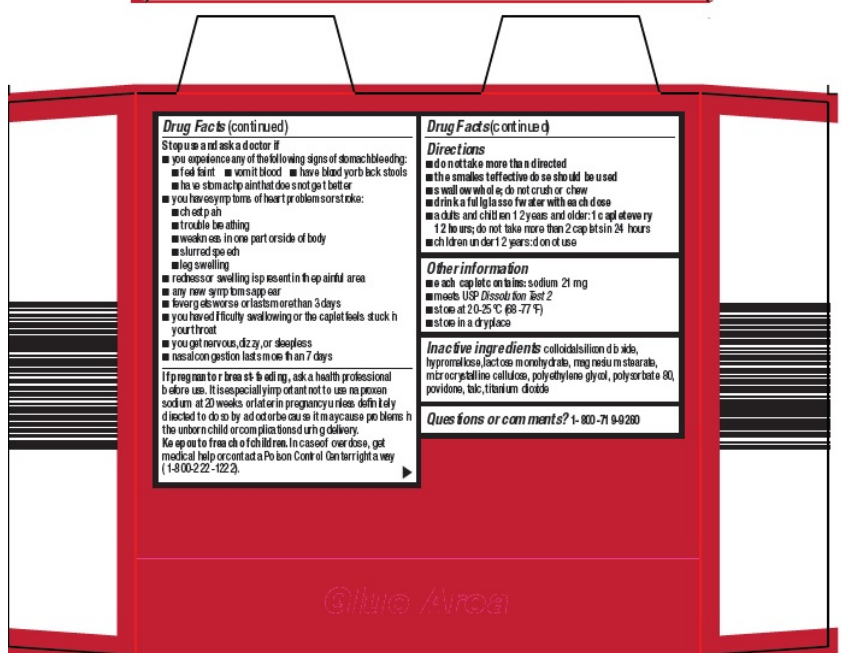 Drug Facts (continued)
Stop use and ask a doctor if
■ you experience any of the following signs of stomach bleeding:
■ feel faint ■ vomit blood ■ have bloody or black stools
■ have stomach pain that does not get better
■ you have symptoms of heart problems or stroke:
■ chest pain
■ trouble breathing
■ weakness in one part or side of body
■ slurred speech
■ leg swelling
■ redness or swelling is present in the painful area
■ any new symptoms appear
■ fever gets worse or lasts more than 3 days
■ you have difficulty swallowing or the caplet feels stuck in
your throat
■ you get nervous, dizzy, or sleepless
■ nasal congestion lasts more than 7 days
If pregnant or breast-feeding, ask a health professional
before use. It is especially important not to use naproxen
sodium at 20 weeks or later in pregnancy unless definitely
directed to do so by a doctor because it may cause problems in
the unborn child or complications during delivery.
Keep out of reach of children. In case of overdose, get
medical help or contact a Poison Control Center right away
(1-800-222-1222).
Drug Facts (continued)
Directions
■ do not take more than directed
■ the smallest effective dose should be used
■ swallow whole; do not crush or chew
■ drink a full glass of water with each dose
■ adults and children 12 years and older: 1 caplet every
12 hours; do not take more than 2 caplets in 24 hours
■ children under 12 years: do not use
Other information
■ each caplet contains: sodium 21 mg
■ meets USP Dissolution Test 2
■ store at 20-25°C (68-77°F)
■ store in a dry place
Inactive ingredients colloidal silicon dioxide,
hypromellose, lactose monohydrate, magnesium stearate,
microcrystalline cellulose, polyethylene glycol, polysorbate 80,
povidone, talc, titanium dioxide
Questions or comments? 1-800-719-9260
Glue Area